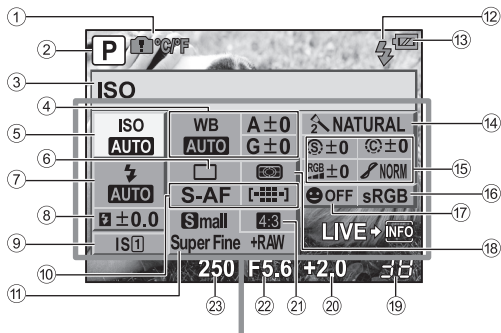 ① ⑫
② P °C/°F ⑬
③ ISO
④
⑤ ISO AUTO WB AUTO A±0 G±0 2 NATURAL ⑭
⑥ S±0 C±0
⑦ AUTO RGB±0 NORM ⑮
S-AF OFF sRGB ⑯
⑧ ±0.0 ⑰
Small 4:3 LIVE INFO
⑨ IS1 ⑱
⑩ Super Fine +RAW
⑪ 250 F5.6 +2.0 38
㉓ ㉒ ㉑ ⑳ ⑲